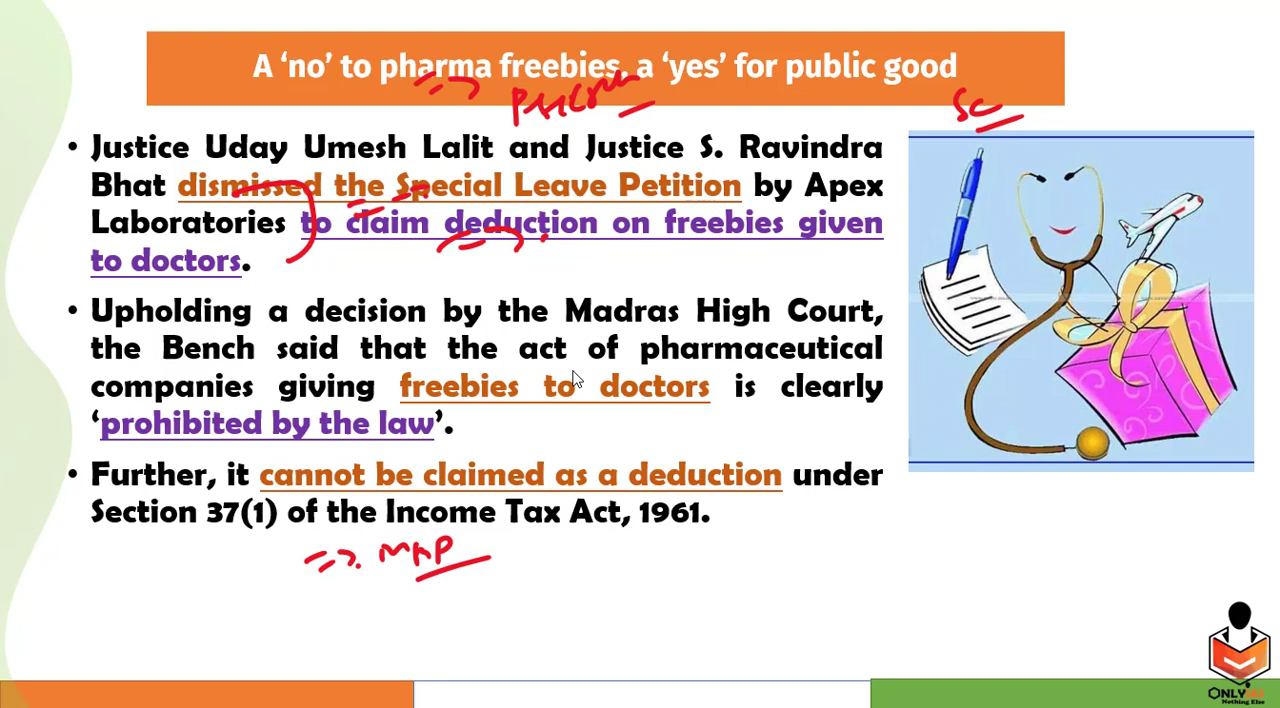 A ‘no’ to pharma freebies, a ‘yes’ for public good
SC
• Justice Uday Umesh Lalit and Justice S. Ravindra
Bhat dismissed the Special Leave Petition by Apex
Laboratories to claim deduction on freebies given
to doctors.
• Upholding a decision by the Madras High Court,
the Bench said that the act of pharmaceutical
companies giving freebies to doctors is clearly
‘prohibited by the law’.
• Further, it cannot be claimed as a deduction under
Section 37(1) of the Income Tax Act, 1961.
ONLYIAS
Nothing Else